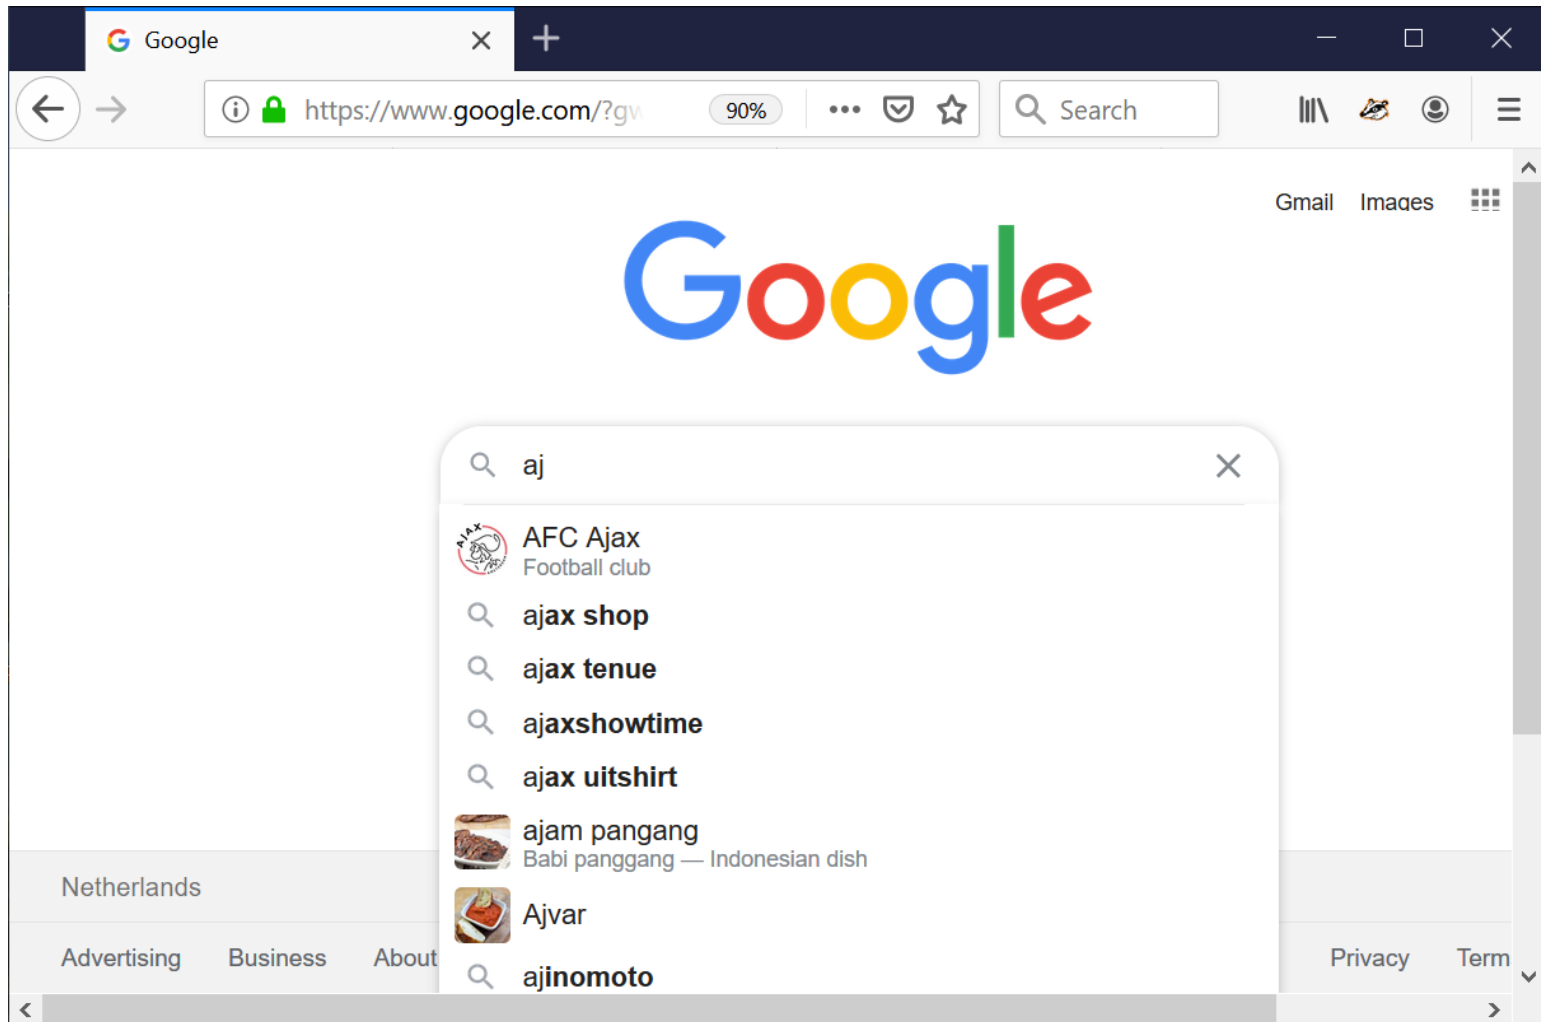 Google
https://www.google.com/?gw
90%
Search
Gmail Images
Google
aj
AJAX
AFC Ajax
Football club
ajax shop
ajax tenue
ajaxshowtime
ajax uitshirt
ajam pangang
Babi panggang — Indonesian dish
Ajvar
ajinomoto
Netherlands
Advertising Business About Privacy Term